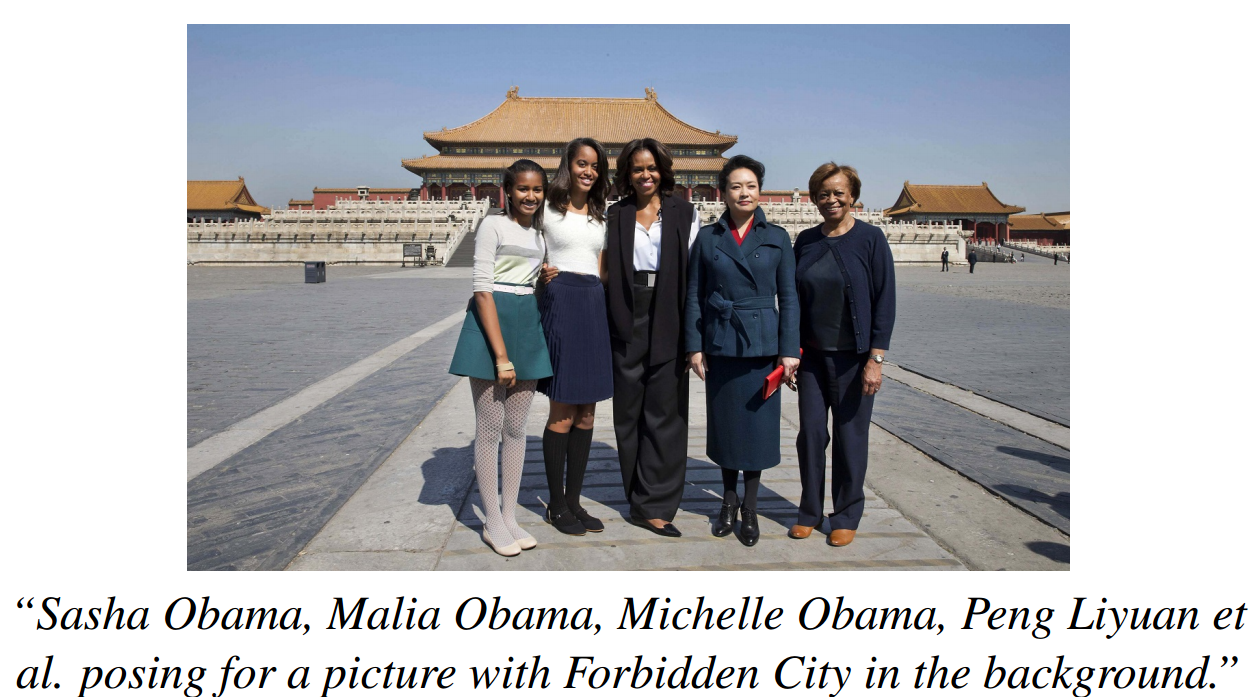 “Sasha Obama, Malia Obama, Michelle Obama, Peng Liyuan et
al. posing for a picture with Forbidden City in the background.”